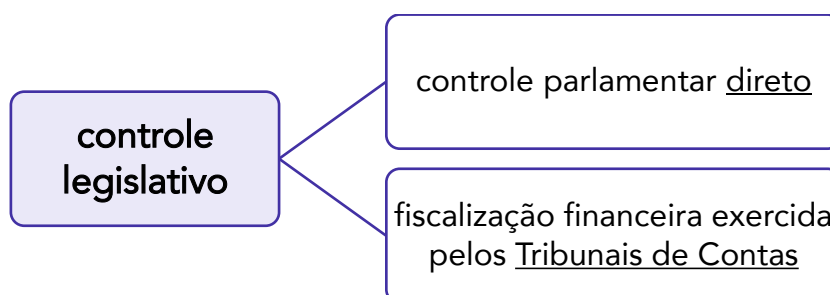 controle
legislativo
controle parlamentar direto
fiscalização financeira exercida
pelos Tribunais de Contas